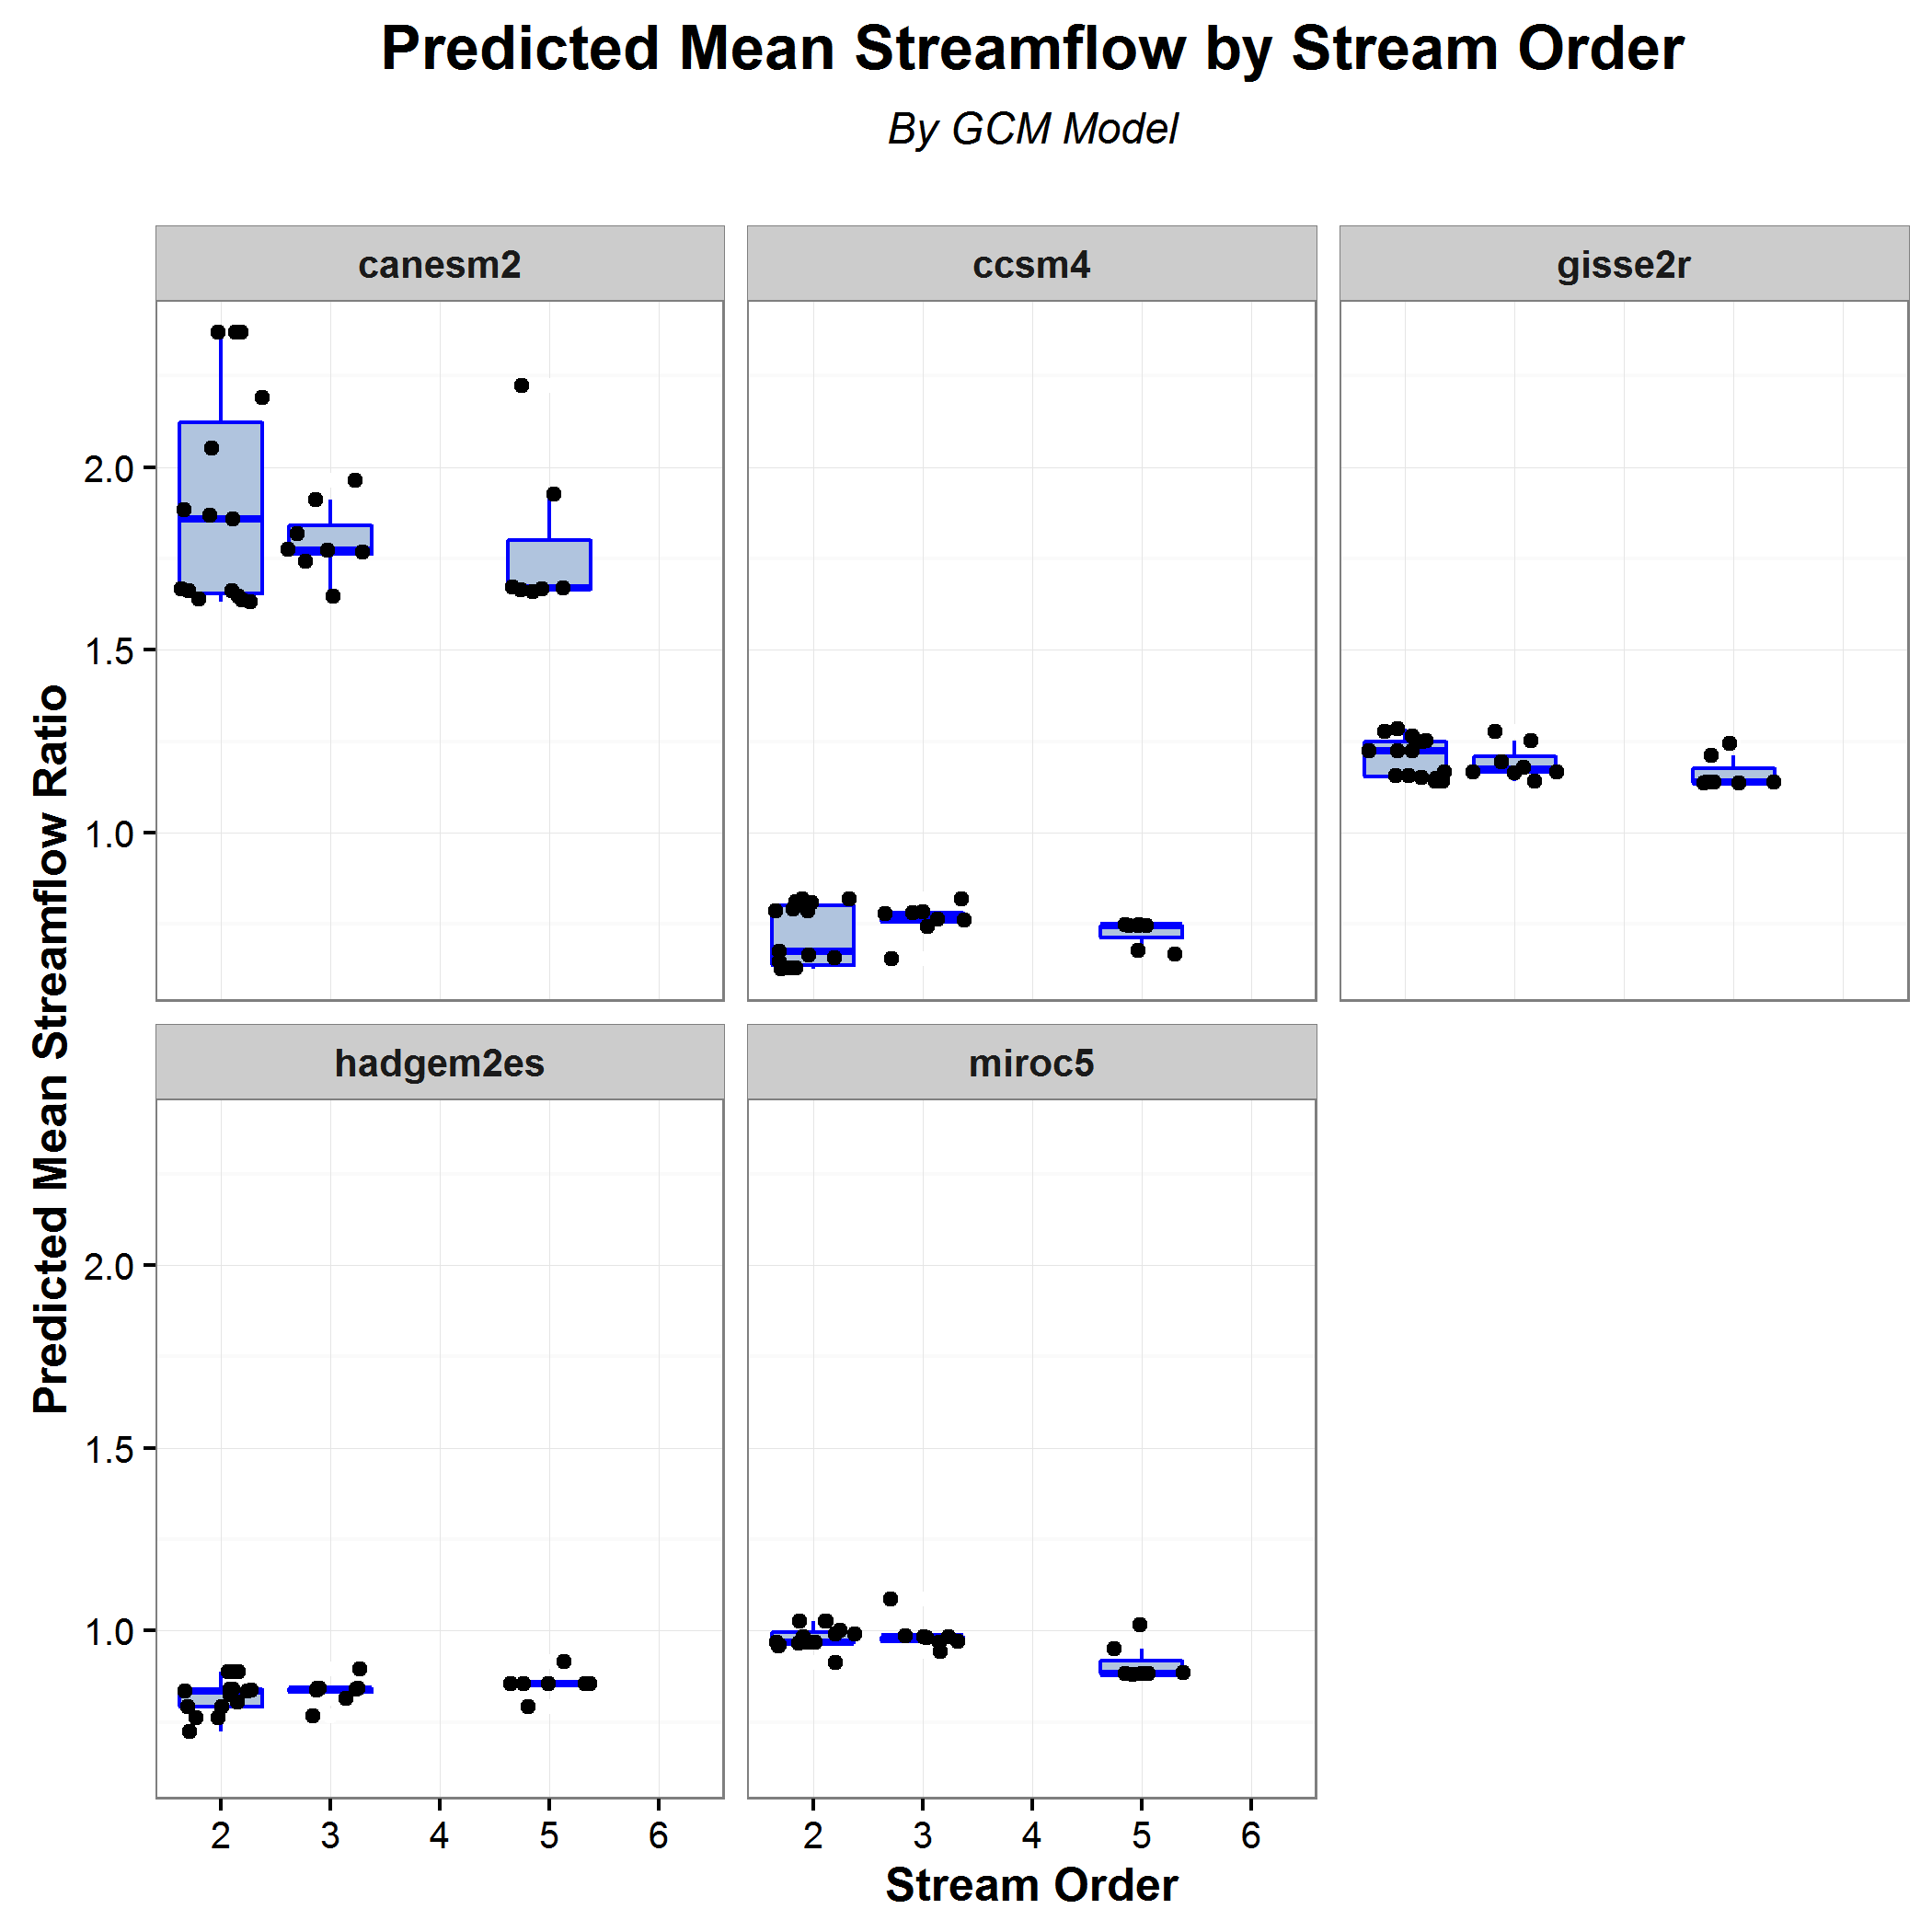 Predicted Mean Streamflow by Stream Order
By GCM Model
canesm2
ccsm4
gisse2r
2.0
1.5
1.0
Predicted Mean Streamflow Ratio
hadgem2es
miroc5
2.0
1.5
1.0
2 3 4 5 6
2 3 4 5 6
Stream Order